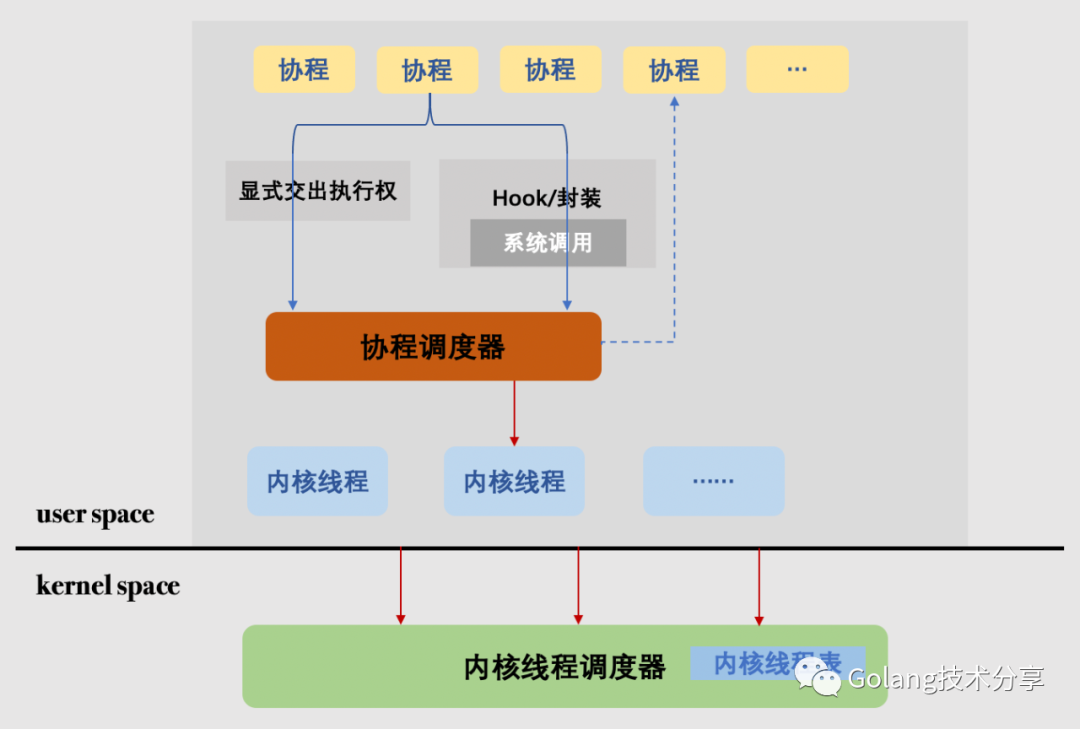 协程
协程
协程
协程
...
显式交出执行权
Hook/封装
系统调用
协程调度器
内核线程
内核线程
......
user space
kernel space
内核线程调度器
内核线程表
Golang技术分享